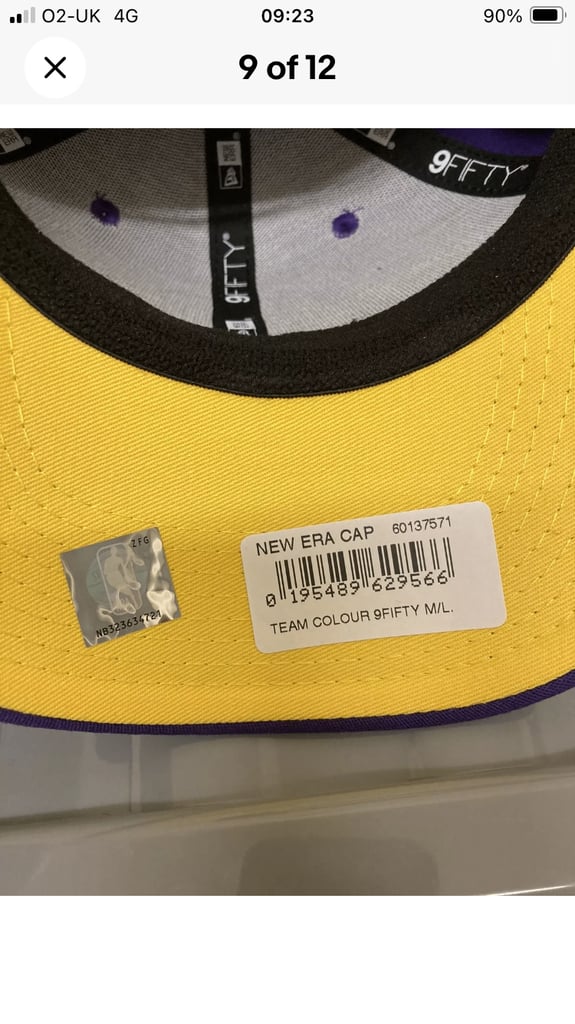 O2-UK 4G 09:23 90%
9 of 12
9FIFTY
9FIFTY
ZFG
NB323634721
NEW ERA CAP 60137571
0 195489 629566
TEAM COLOUR 9FIFTY M/L.